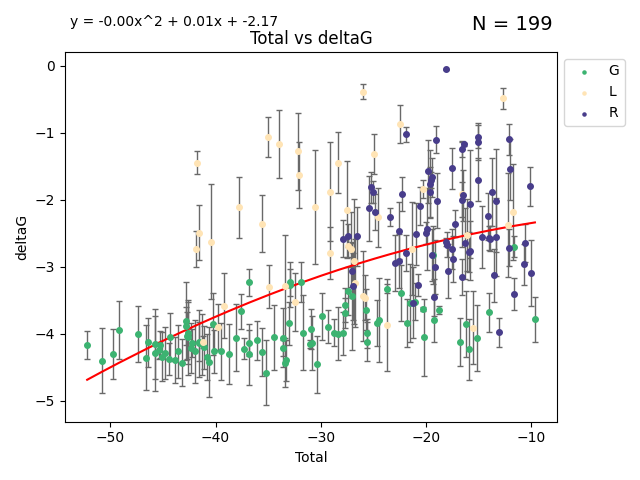 y = -0.00x^2 + 0.01x + -2.17
N = 199
Total vs deltaG
G
L
R
deltaG
0
−1
−2
−3
−4
−5
−50
−40
−30
−20
−10
Total